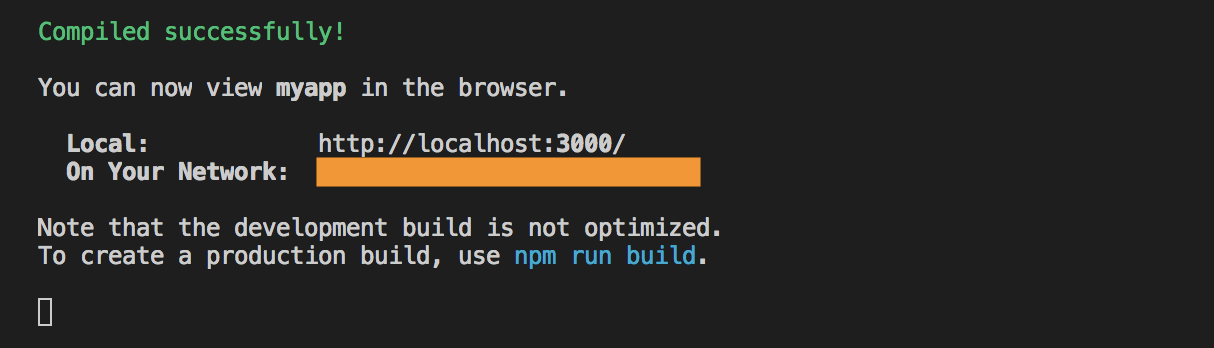 Compiled successfully!
You can now view myapp in the browser.
Local: http://localhost:3000/
On Your Network:
Note that the development build is not optimized.
To create a production build, use npm run build.